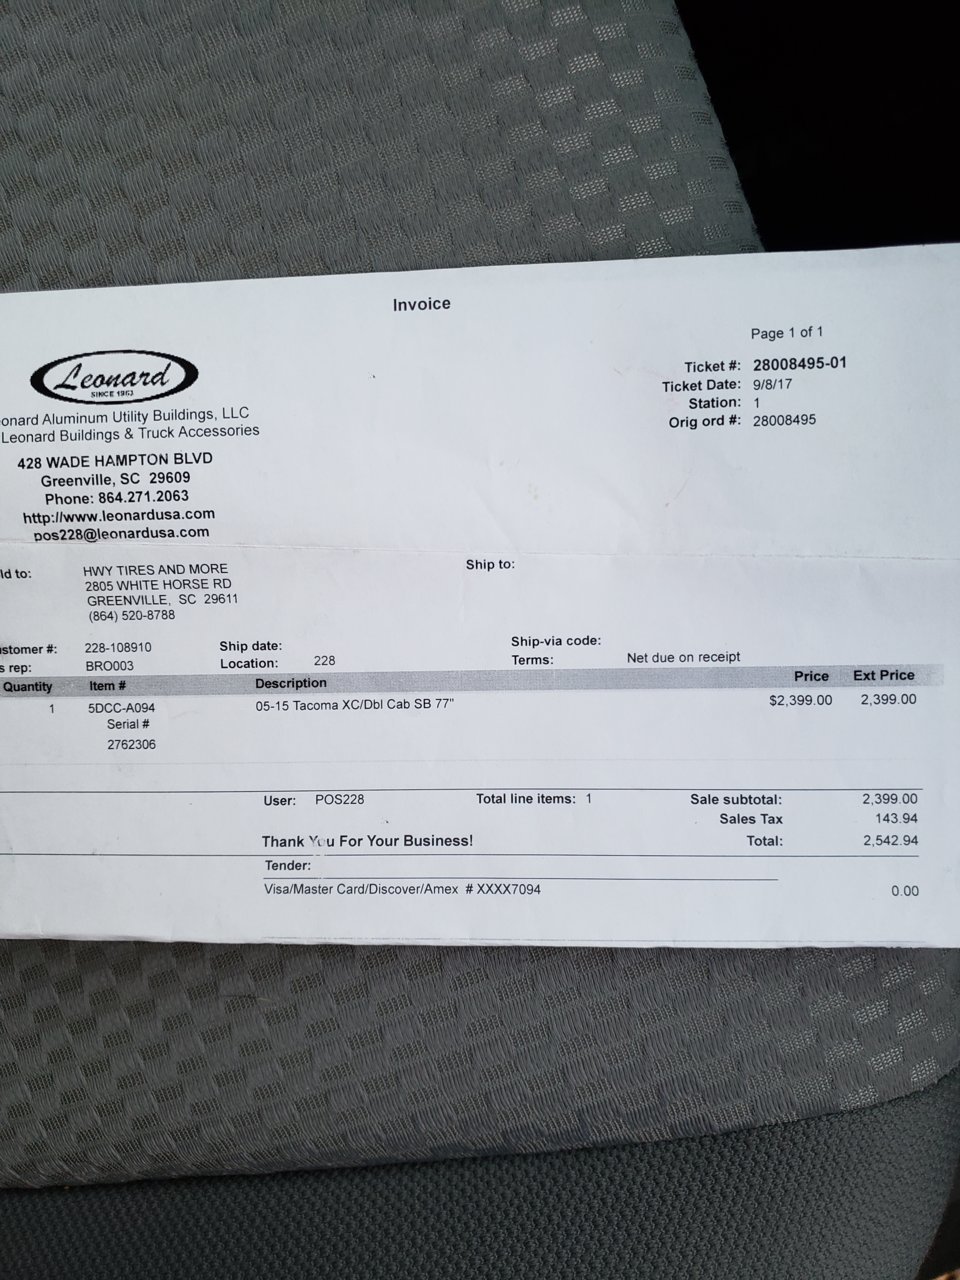 Invoice
Page 1 of 1
Leonard
SINCE 1963
Ticket #: 28008495-01
Ticket Date: 9/8/17
Station: 1
Orig ord #: 28008495
eonard Aluminum Utility Buildings, LLC
Leonard Buildings & Truck Accessories
428 WADE HAMPTON BLVD
Greenville, SC 29609
Phone: 864.271.2063
http://www.leonardusa.com
pos228@leonardusa.com
ld to: HWY TIRES AND MORE
2805 WHITE HORSE RD
GREENVILLE, SC 29611
(864) 520-8788
Ship to:
stomer #: 228-108910 Ship date: Ship-via code:
s rep: BRO003 Location: 228 Terms: Net due on receipt
Quantity Item # Description Price Ext Price
1 5DCC-A094 05-15 Tacoma XC/Dbl Cab SB 77" $2,399.00 2,399.00
Serial #
2762306
User: POS228 Total line items: 1 Sale subtotal: 2,399.00
Sales Tax 143.94
Thank You For Your Business! Total: 2,542.94
Tender:
Visa/Master Card/Discover/Amex # XXXX7094 0.00